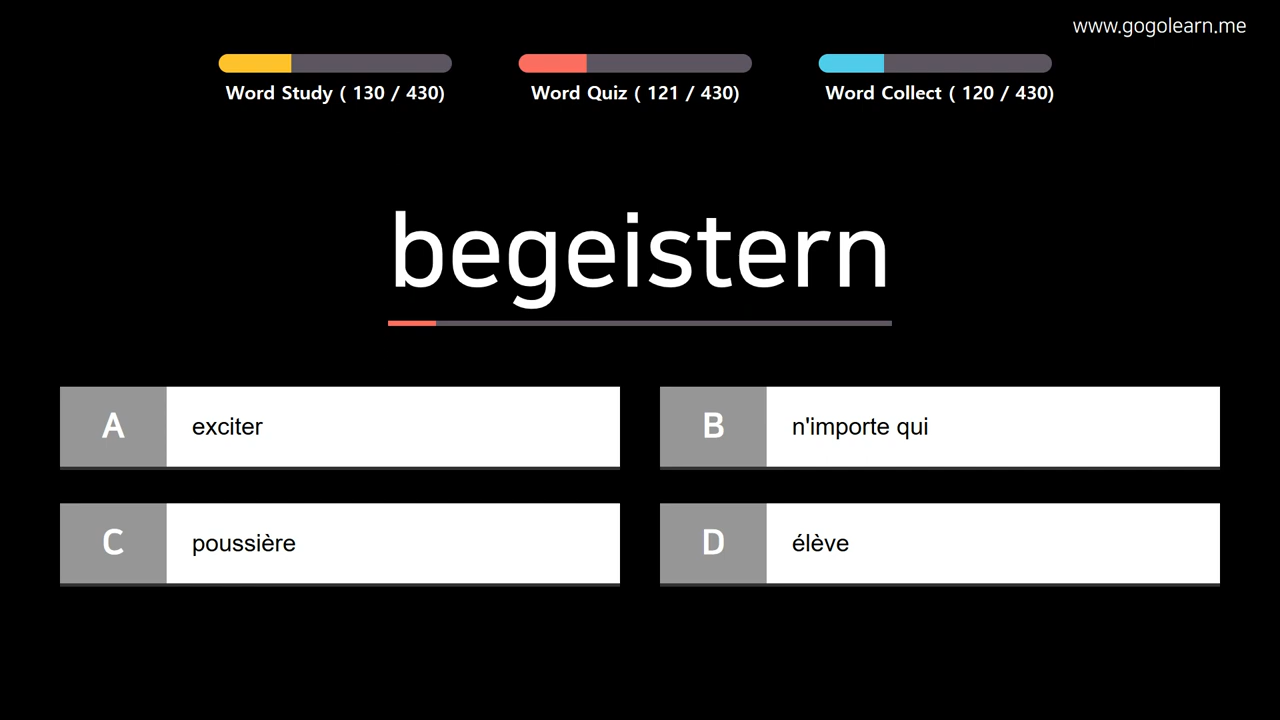 www.gogolearn.me
Word Study ( 130 / 430)
Word Quiz ( 121 / 430)
Word Collect ( 120 / 430)
begeistern
A
exciter
B
n'importe qui
C
poussière
D
élève